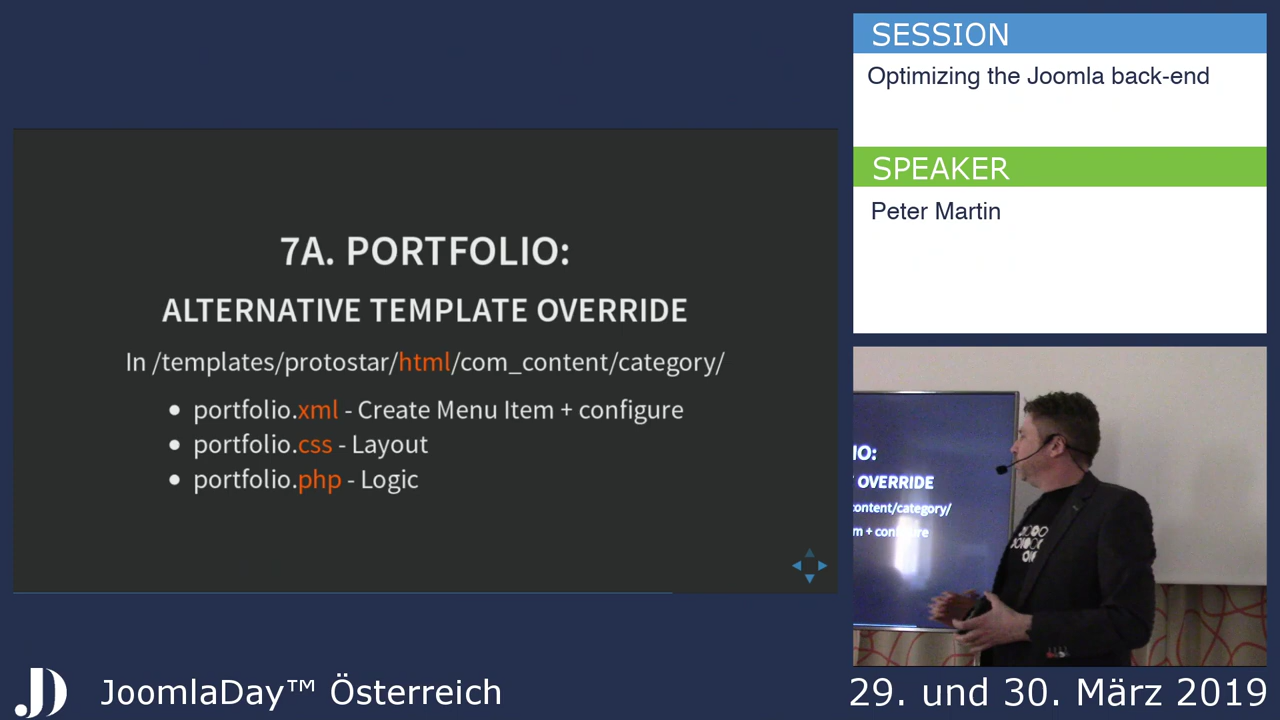 SESSION
Optimizing the Joomla back-end
SPEAKER
Peter Martin
7A. PORTFOLIO:
ALTERNATIVE TEMPLATE OVERRIDE
In /templates/protostar/html/com_content/category/
portfolio.xml - Create Menu Item + configure
portfolio.css - Layout
portfolio.php - Logic
IO:
OVERRIDE
content/category/
JoomlaDay™ Österreich
29. und 30. März 2019